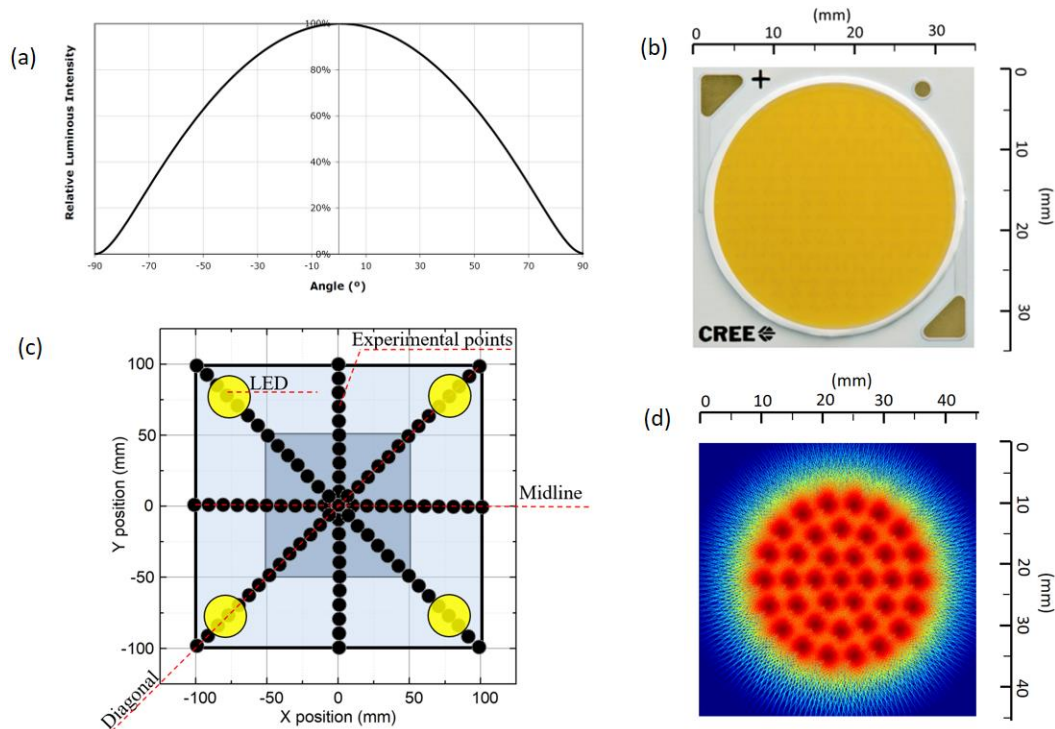 (a)
Relative Luminous Intensity
100%
80%
60%
40%
20%
0%
-90 -70 -50 -30 -10 10 30 50 70 90
Angle (º)
(b)
(mm)
0 10 20 30
0
10
20
30
(mm)
+
CREE
(c)
Experimental points
LED
Midline
Diagonal
Y position (mm)
100
50
0
-50
-100
-100 -50 0 50 100
X position (mm)
(d)
(mm)
0 10 20 30 40
0
10
20
30
40
(mm)